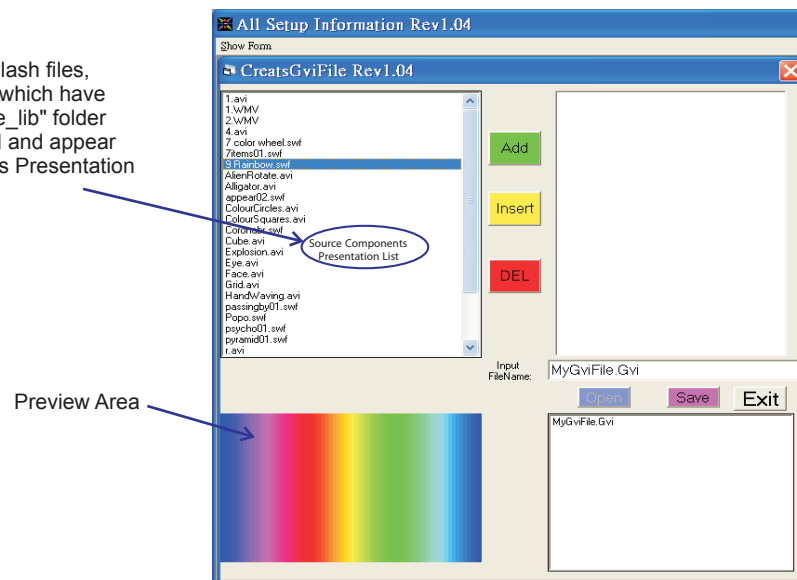 All Setup Information Rev1.04
Show Form
CreatsGviFile Rev1.04
lash files,
which have
e_lib" folder
l and appear
s Presentation
1.avi
1.WMV
2.WMV
4.avi
7 color wheel.swf
7items01.swf
9 Rainbow.swf
AlienRotate.avi
Alligator.avi
appear02.swf
ColourCircles.avi
ColourSquares.avi
Coronabr.swf
Cube.avi
Explosion.avi
Eye.avi
Face.avi
Grid.avi
HandWaving.avi
passingby01.swf
Popo.swf
psycho01.swf
pyramid01.swf
r.avi
Source Components
Presentation List
Add
Insert
DEL
Input
FileName:
MyGviFile.Gvi
Open
Save
Exit
MyGviFile.Gvi
Preview Area